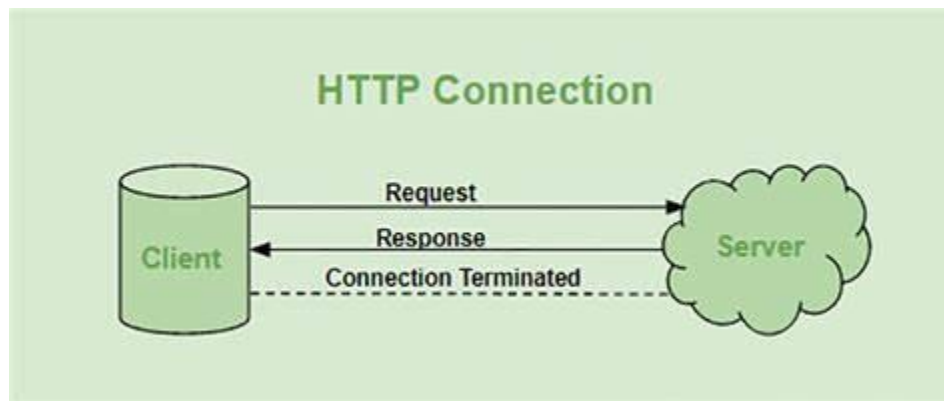 HTTP Connection
Request
Response
Client
Server
Connection Terminated